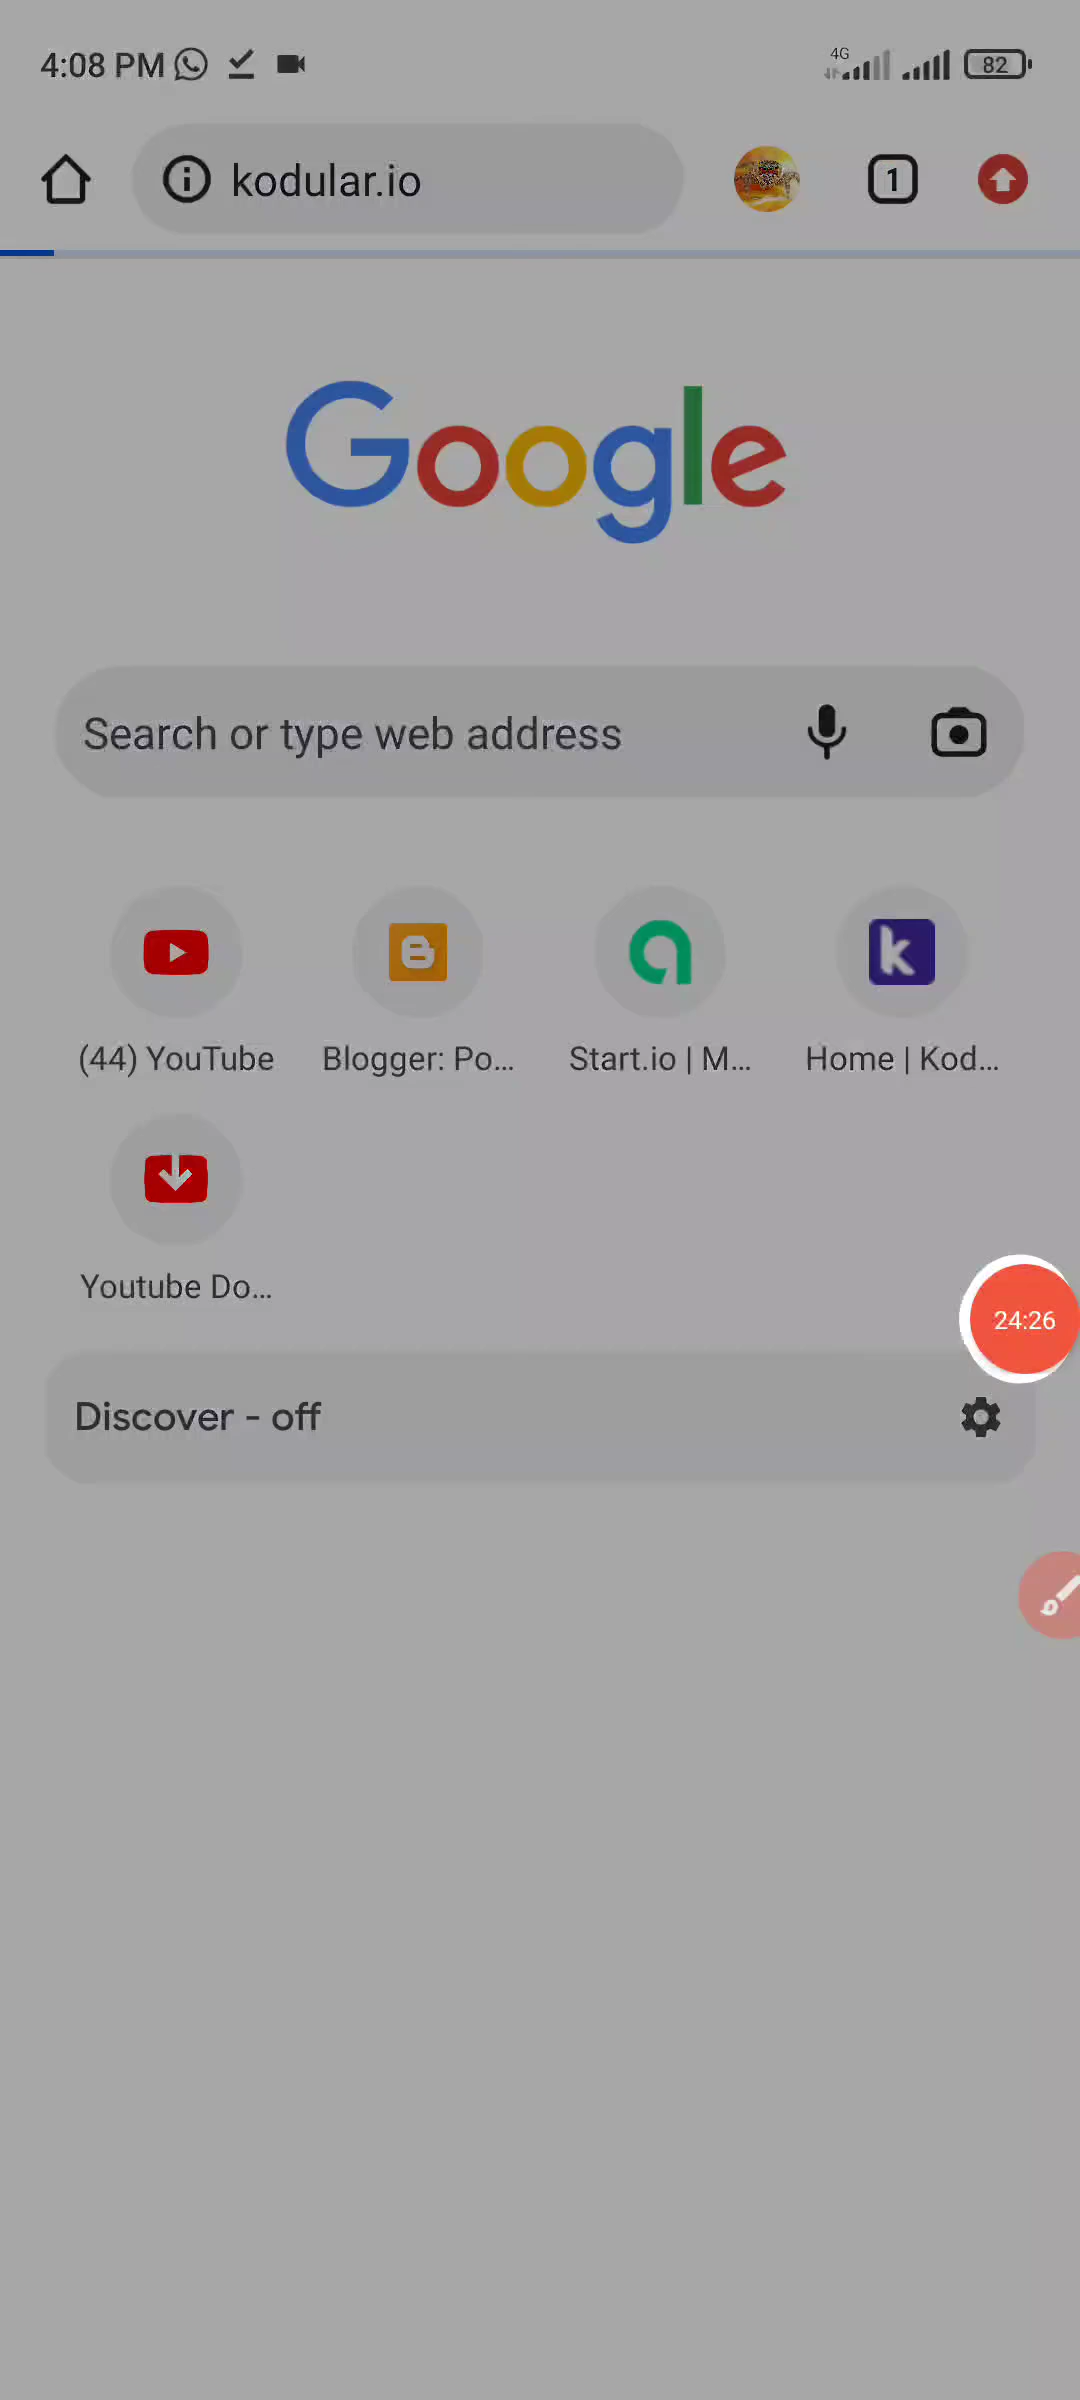 4:08 PM
4G
82
kodular.io
1
Google
Search or type web address
(44) YouTube
Blogger: Po...
Start.io | M...
Home | Kod...
Youtube Do...
24:26
Discover - off